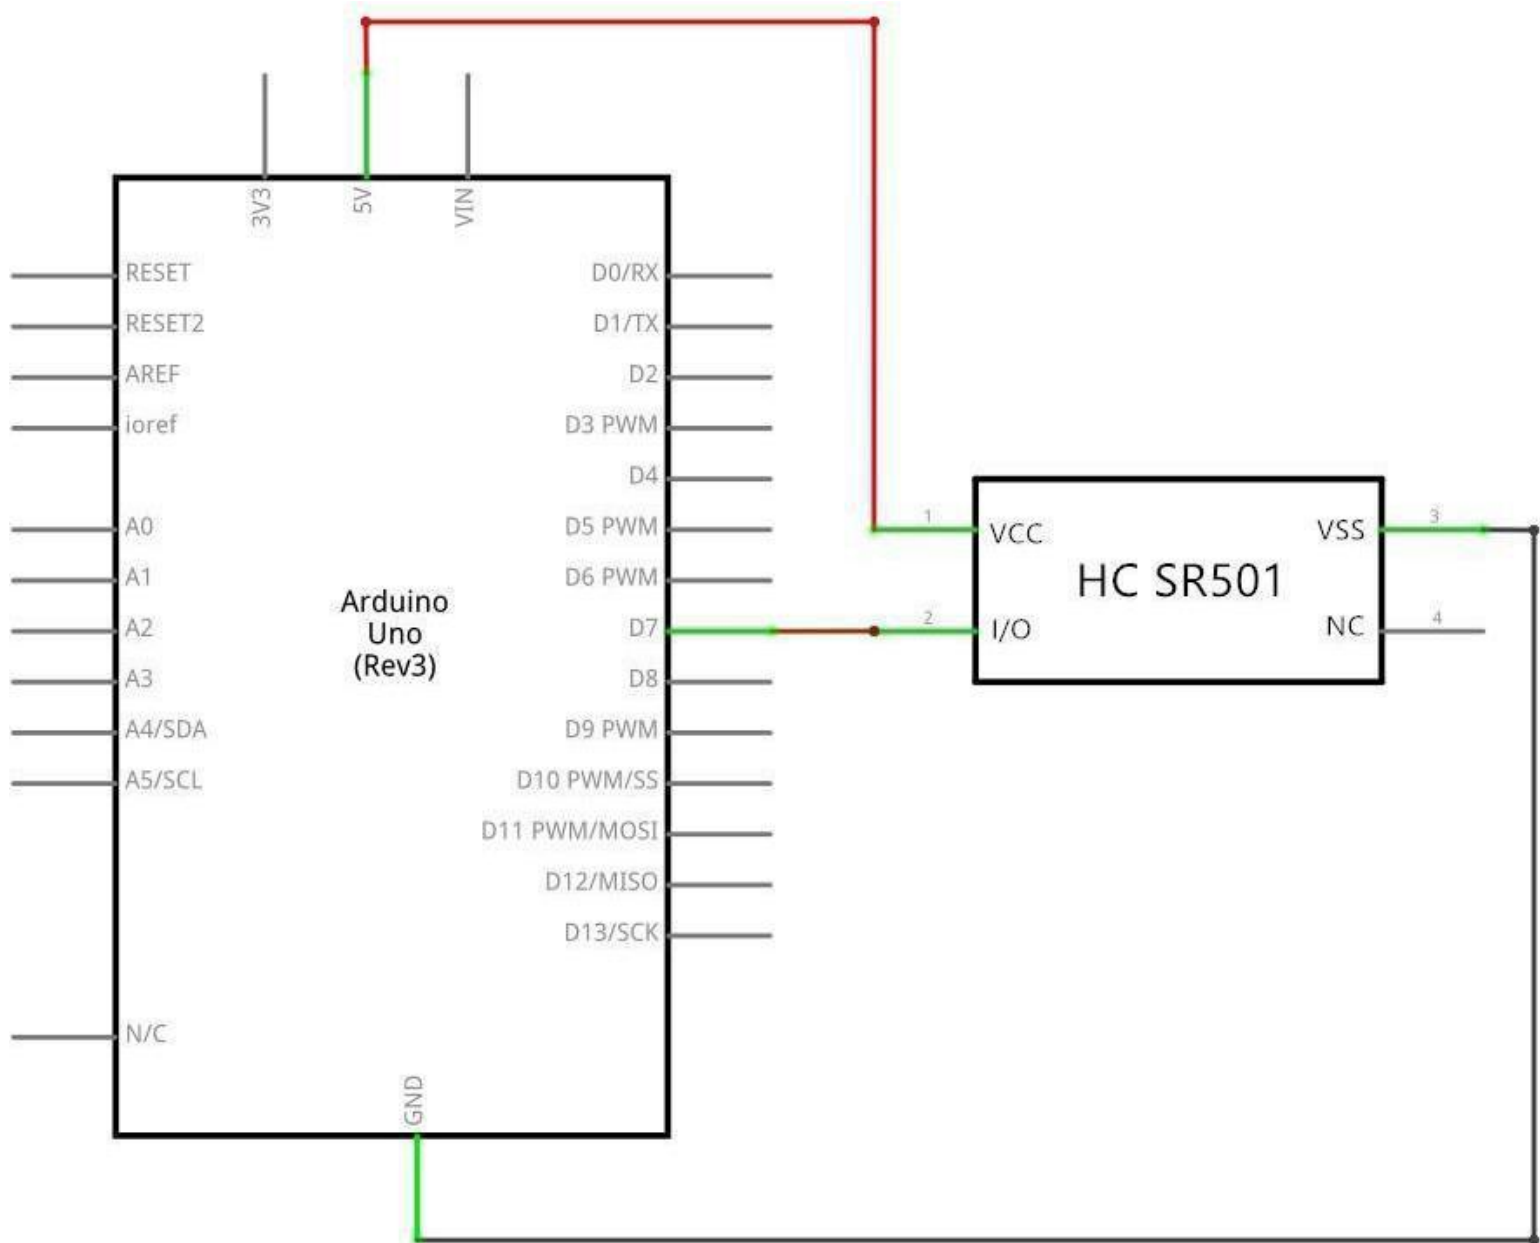 3V3
5V
VIN
RESET
RESET2
AREF
ioref
A0
A1
A2
A3
A4/SDA
A5/SCL
N/C
Arduino
Uno
(Rev3)
D0/RX
D1/TX
D2
D3 PWM
D4
D5 PWM
D6 PWM
D7
D8
D9 PWM
D10 PWM/SS
D11 PWM/MOSI
D12/MISO
D13/SCK
GND
1
VCC
2
I/O
HC SR501
VSS
3
NC
4